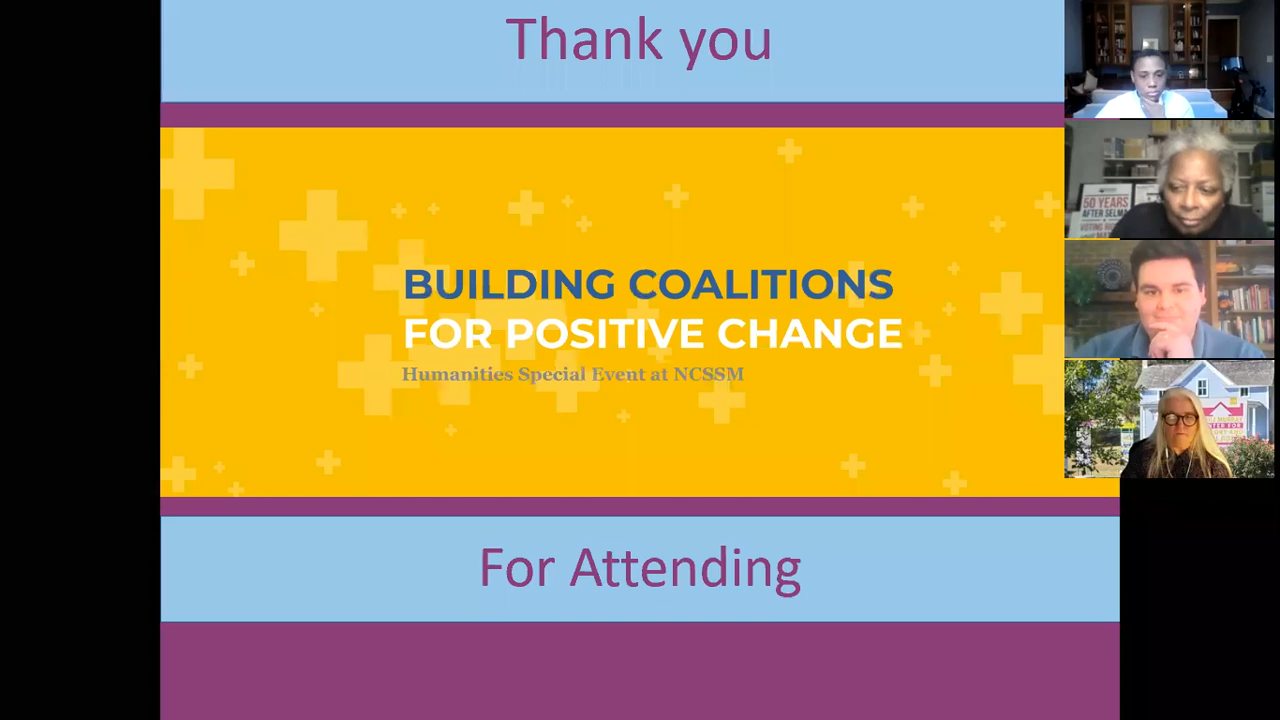 Thank you
BUILDING COALITIONS
FOR POSITIVE CHANGE
Humanities Special Event at NCSSM
For Attending
50 YEARS
AFTER SELMA